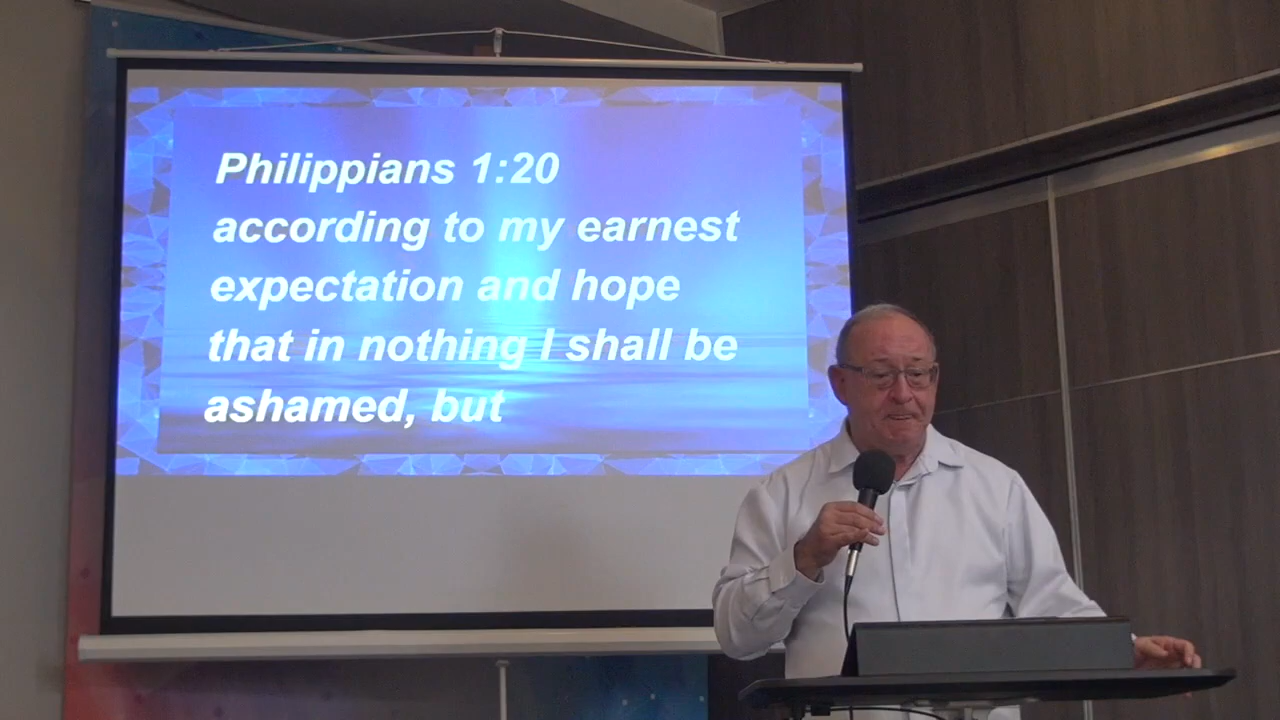 Philippians 1:20
according to my earnest
expectation and hope
that in nothing I shall be
ashamed, but